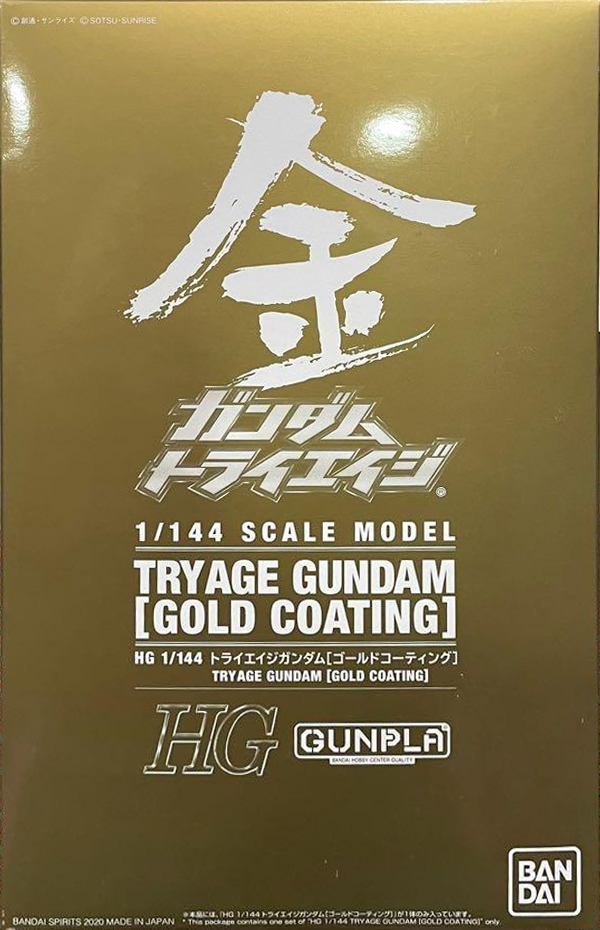 ©創通・サンライズ ©SOTSU・SUNRISE
金
ガンダム
トライエイジ®
1/144 SCALE MODEL
TRYAGE GUNDAM
[GOLD COATING]
HG 1/144 トライエイジガンダム[ゴールドコーティング]
TRYAGE GUNDAM [GOLD COATING]
HG GUNPLA
BANDAI HOBBY CENTER QUALITY
BAN
DAI
※本品には、「HG 1/144トライエイジガンダム[ゴールドコーティング]」が1体のみ入っています。
BANDAI SPIRITS 2020 MADE IN JAPAN * This package contains one set of "HG 1/144 TRYAGE GUNDAM [GOLD COATING]" only.